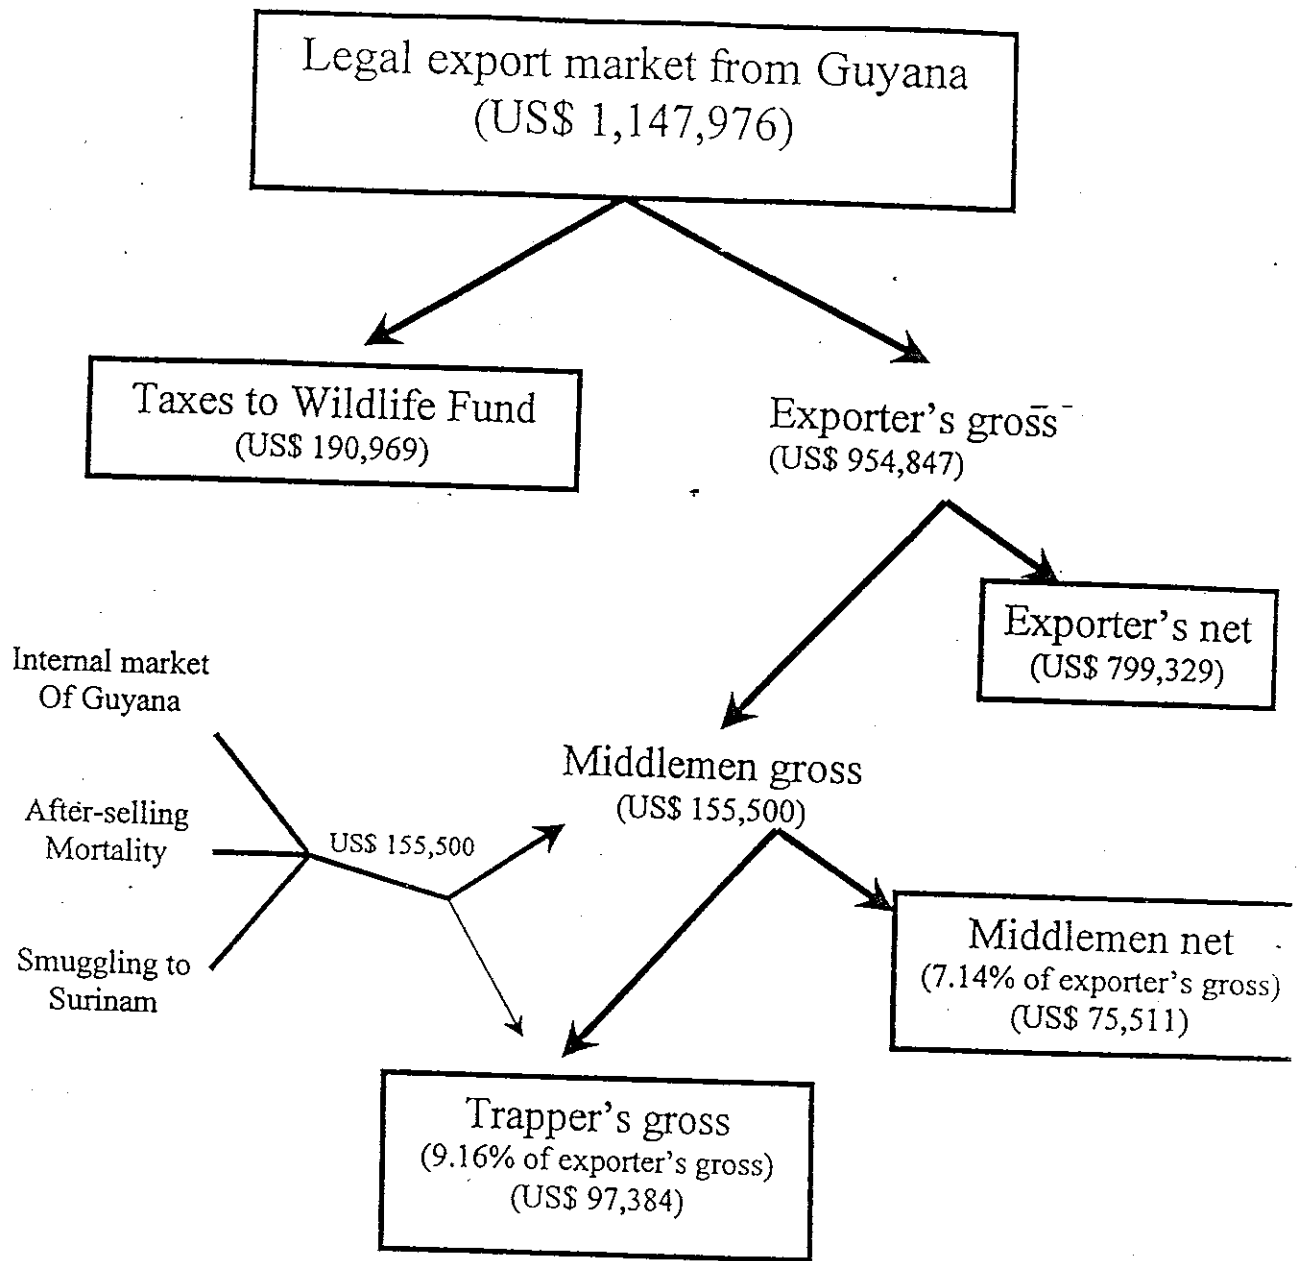 Legal export market from Guyana
(US$ 1,147,976)
Taxes to Wildlife Fund
(US$ 190,969)
Exporter's gross
(US$ 954,847)
Exporter's net
(US$ 799,329)
Internal market
Of Guyana
After-selling
Mortality
Smuggling to
Surinam
US$ 155,500
Middlemen gross
(US$ 155,500)
Middlemen net
(7.14% of exporter's gross)
(US$ 75,511)
Trapper's gross
(9.16% of exporter's gross)
(US$ 97,384)